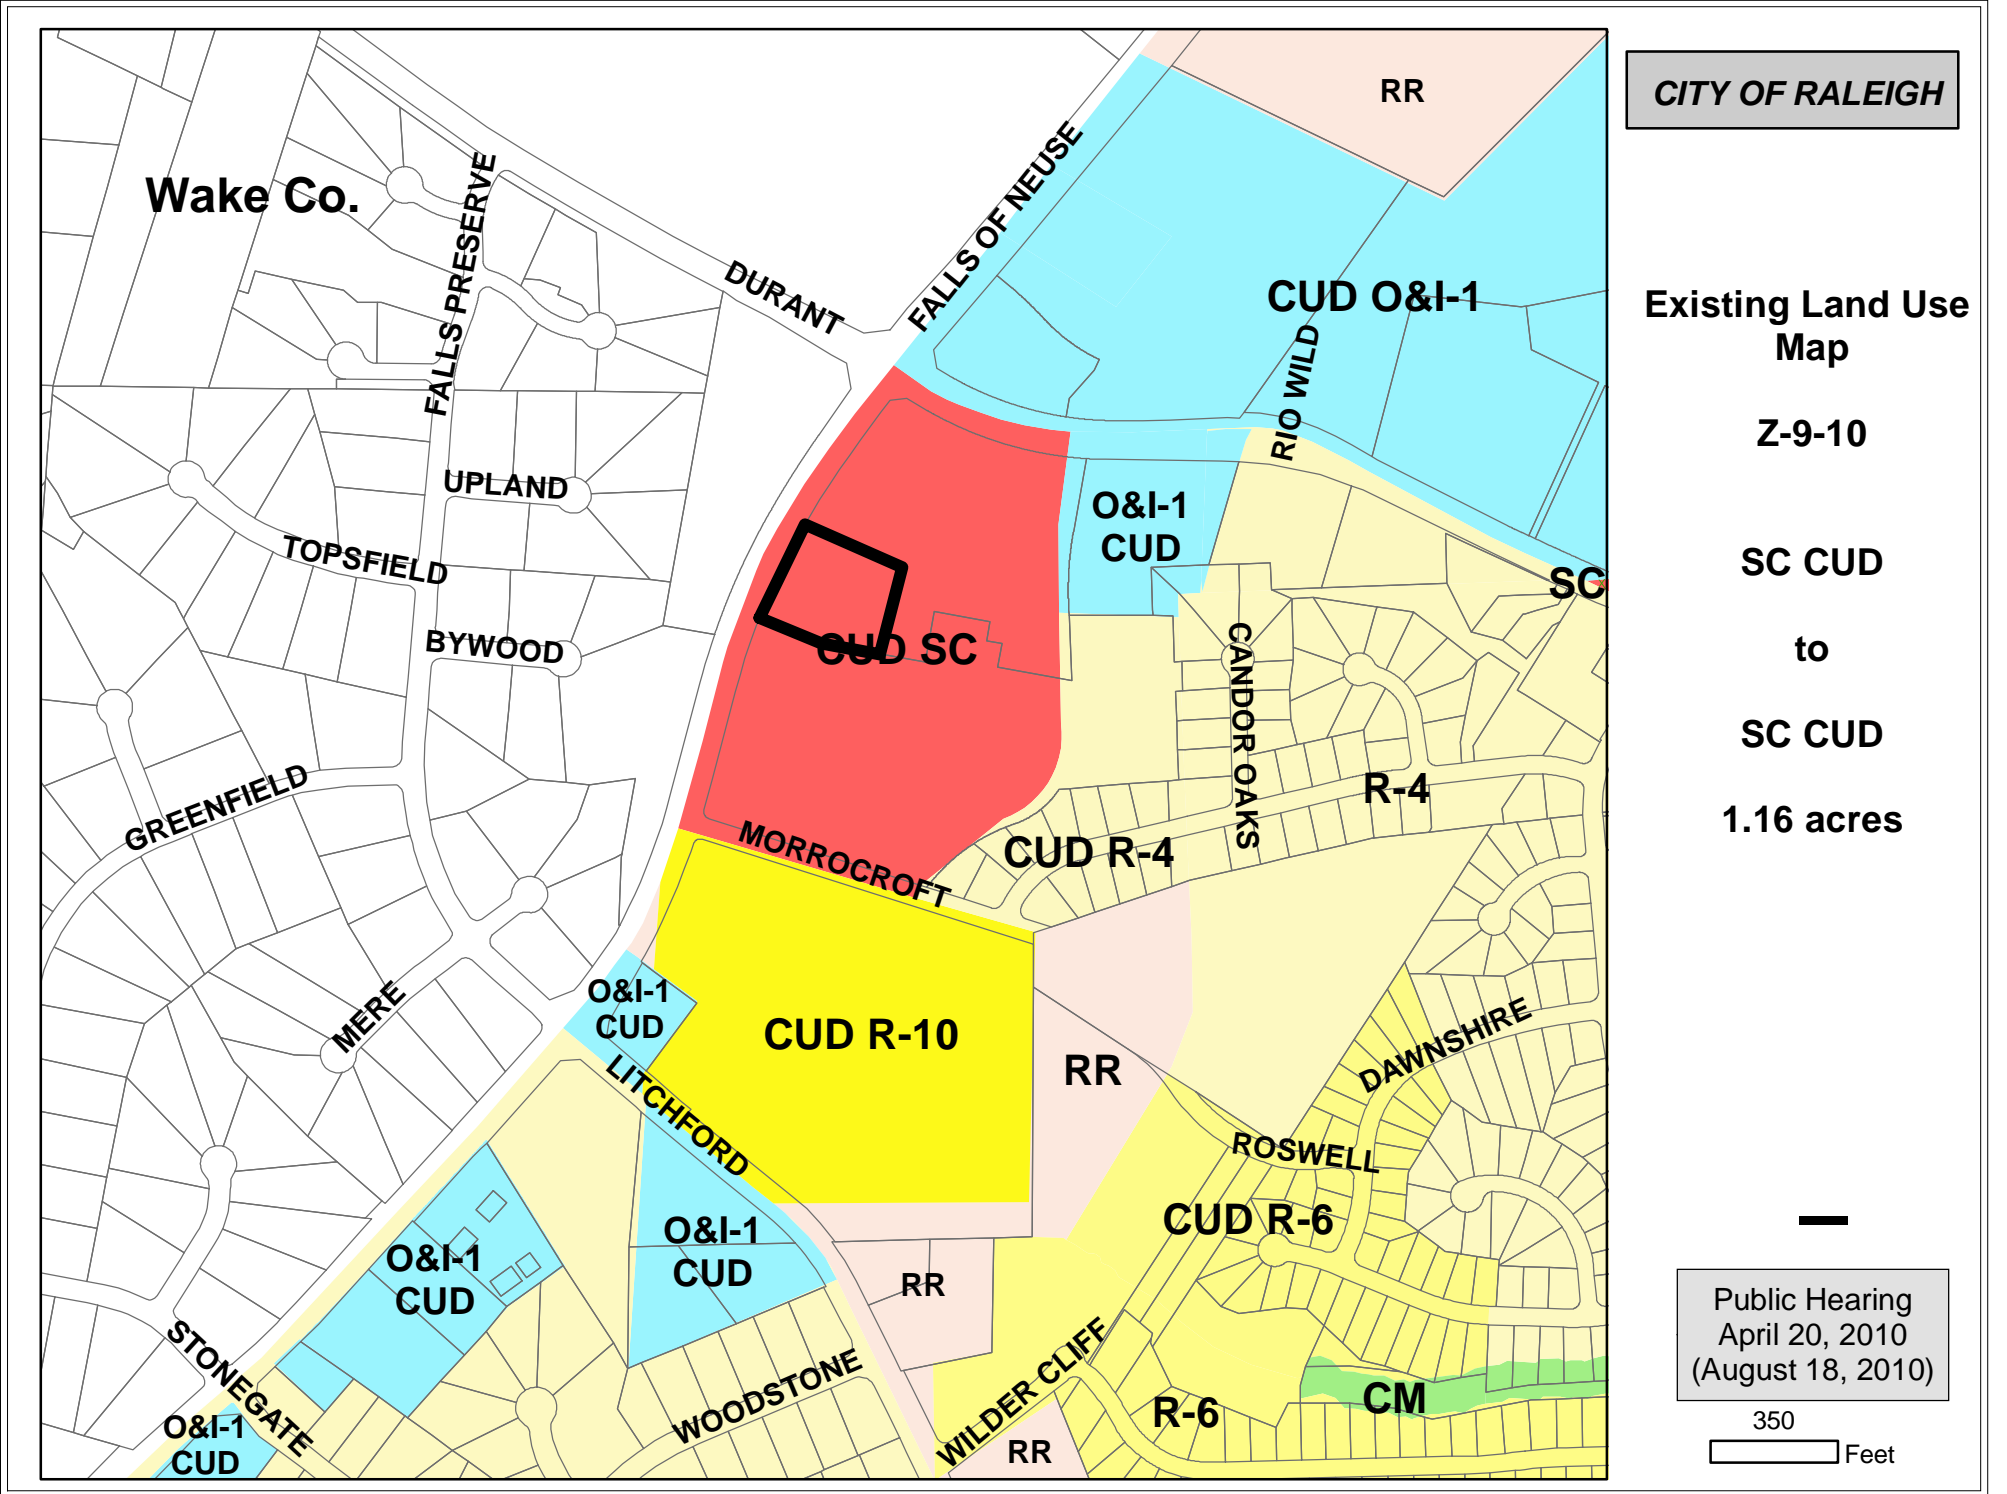 CITY OF RALEIGH
Existing Land Use
Map
Z-9-10
SC CUD
to
SC CUD
1.16 acres
Public Hearing
April 20, 2010
(August 18, 2010)
350
Feet
RR
Wake Co.
FALLS PRESERVE
DURANT
FALLS OF NEUSE
CUD O&I-1
RIO WILD
UPLAND
O&I-1
CUD
TOPSFIELD
SC
BYWOOD
CUD SC
CANDOR OAKS
GREENFIELD
R-4
MORROCROFT
CUD R-4
O&I-1
CUD
MERE
CUD R-10
RR
DAWNSHIRE
LITCHFORD
ROSWELL
CUD R-6
O&I-1
CUD
O&I-1
CUD
RR
STONEGATE
WOODSTONE
WILDER CLIFF
CM
R-6
O&I-1
CUD
RR